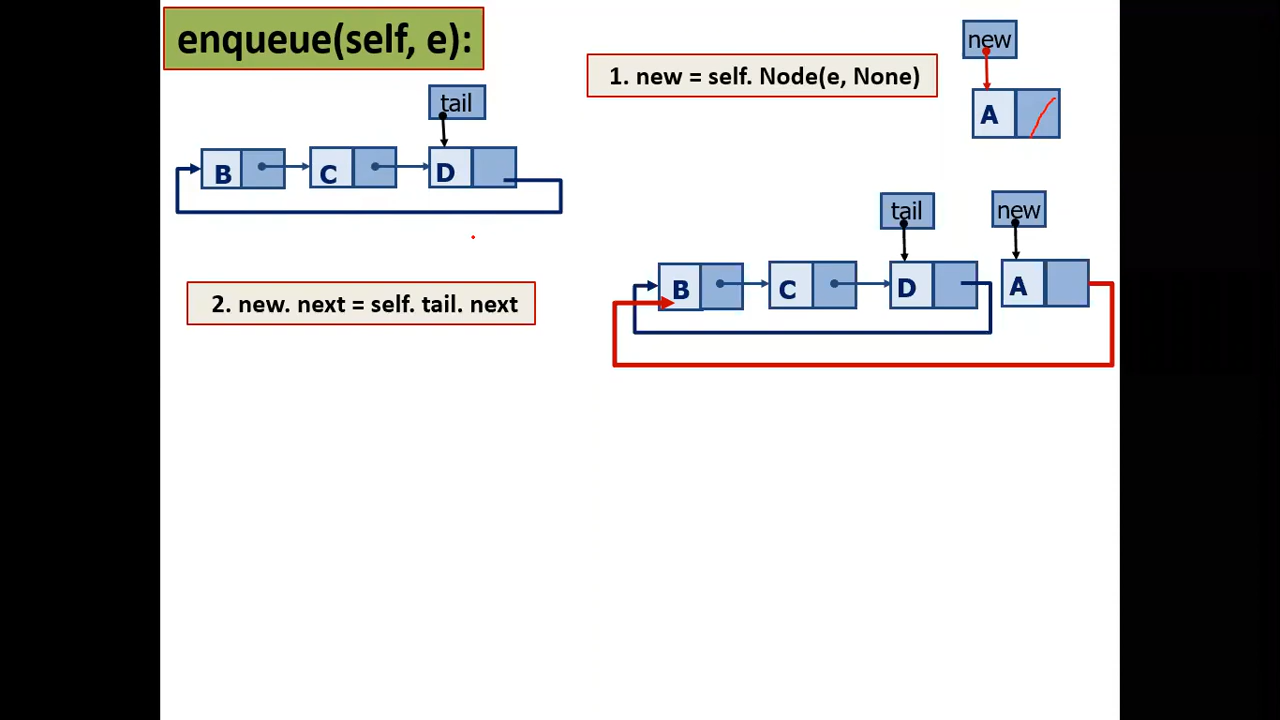 enqueue(self, e):
new
1. new = self. Node(e, None)
A
tail
B
C
D
tail
new
B
C
D
A
2. new. next = self. tail. next